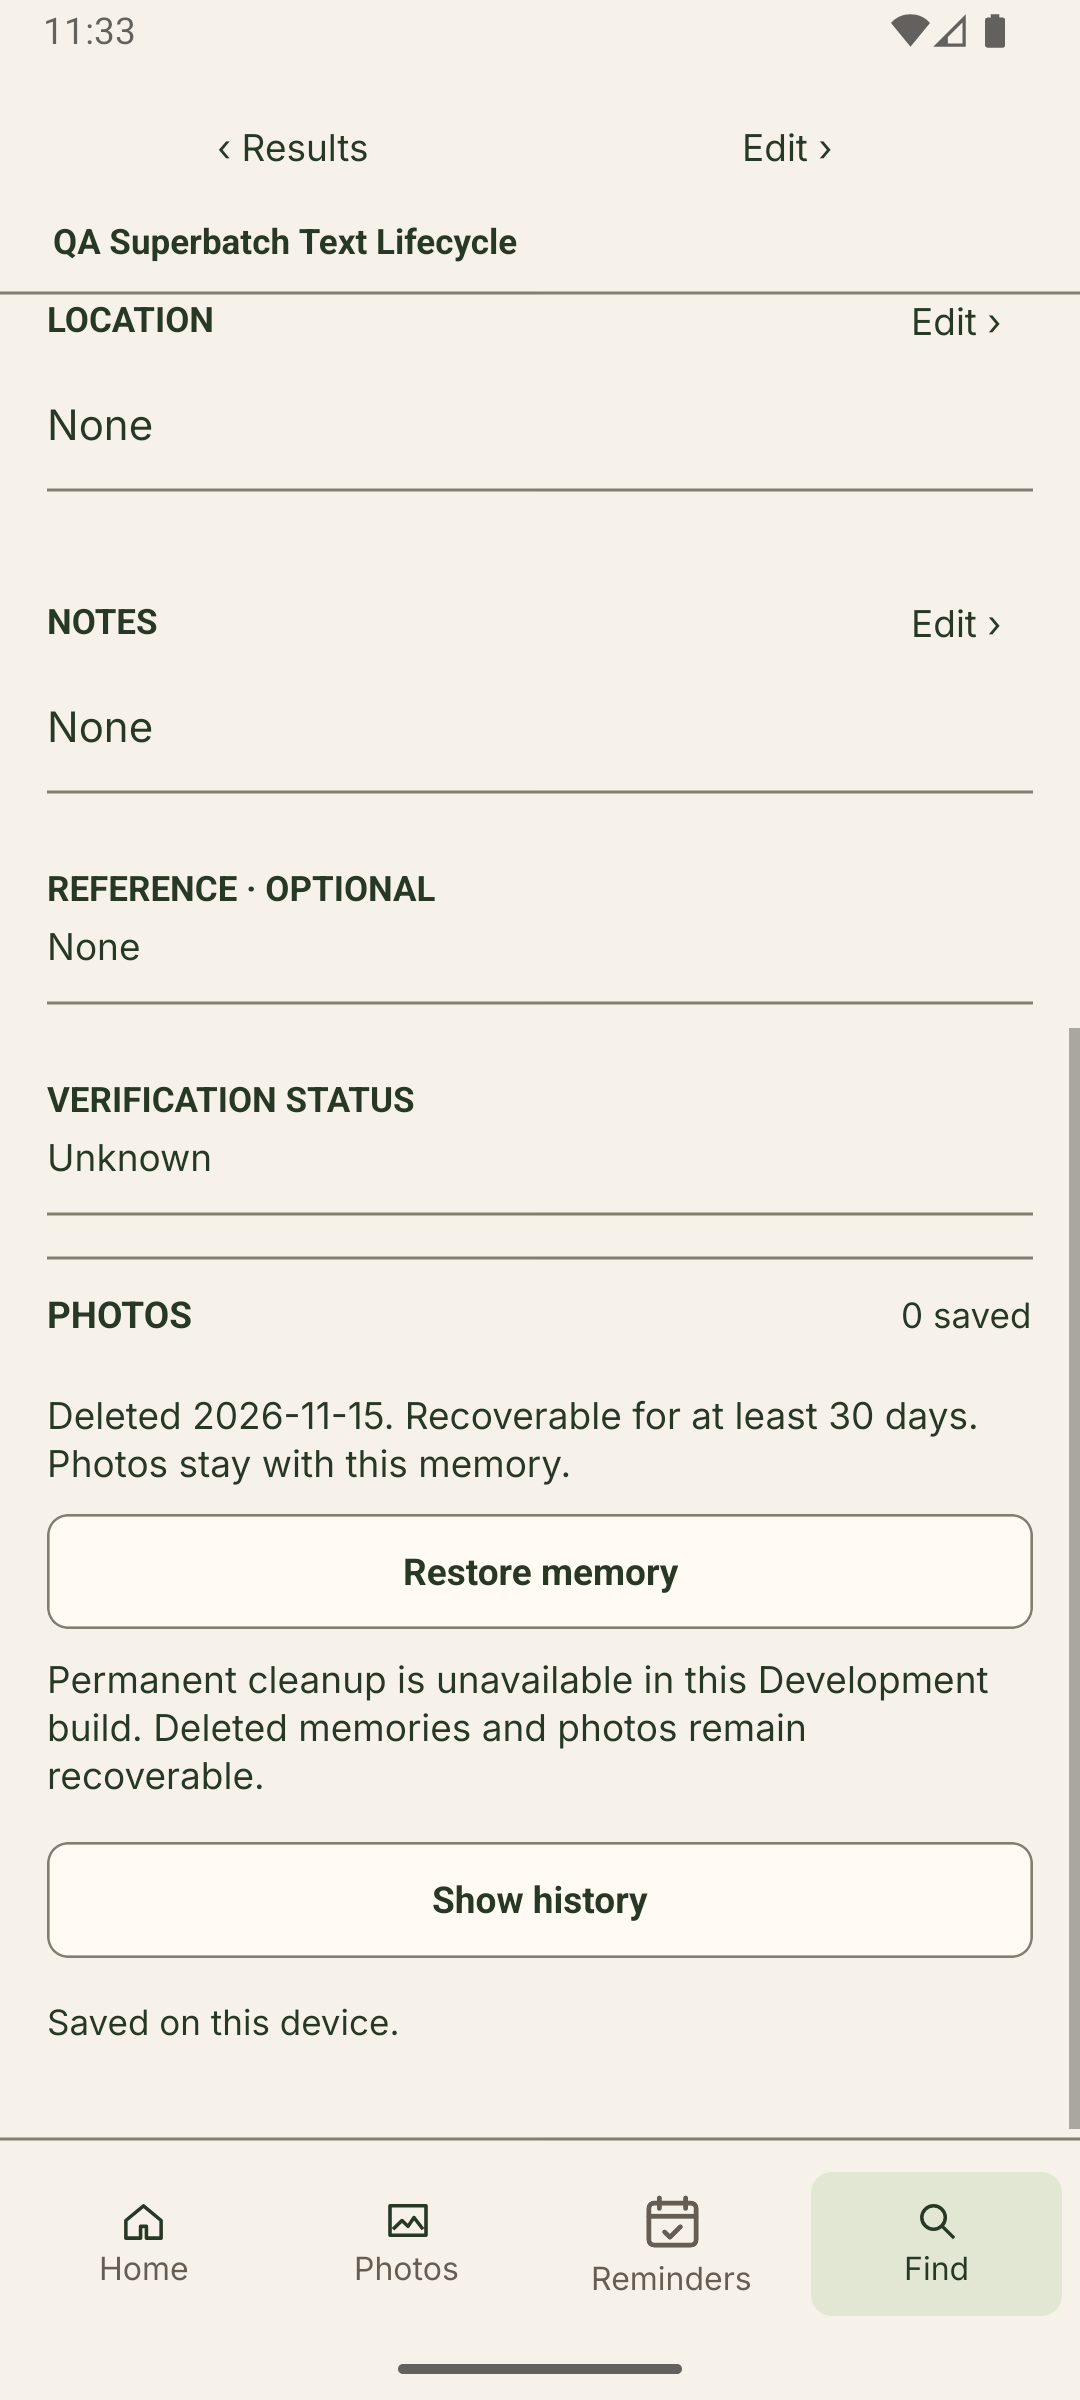 11:33
‹ Results
Edit ›
QA Superbatch Text Lifecycle
LOCATION
Edit ›
None
NOTES
Edit ›
None
REFERENCE · OPTIONAL
None
VERIFICATION STATUS
Unknown
PHOTOS
0 saved
Deleted 2026-11-15. Recoverable for at least 30 days.
Photos stay with this memory.
Restore memory
Permanent cleanup is unavailable in this Development
build. Deleted memories and photos remain
recoverable.
Show history
Saved on this device.
Home
Photos
Reminders
Find